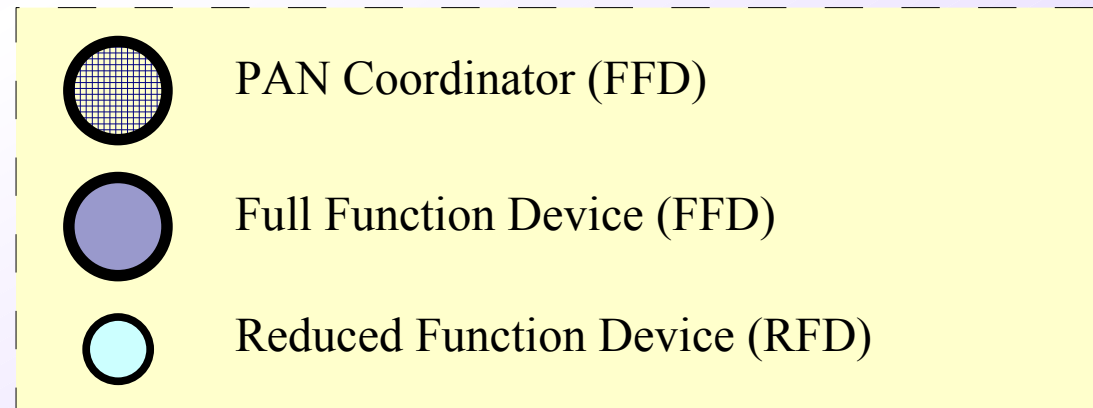 PAN Coordinator (FFD)
Full Function Device (FFD)
Reduced Function Device (RFD)